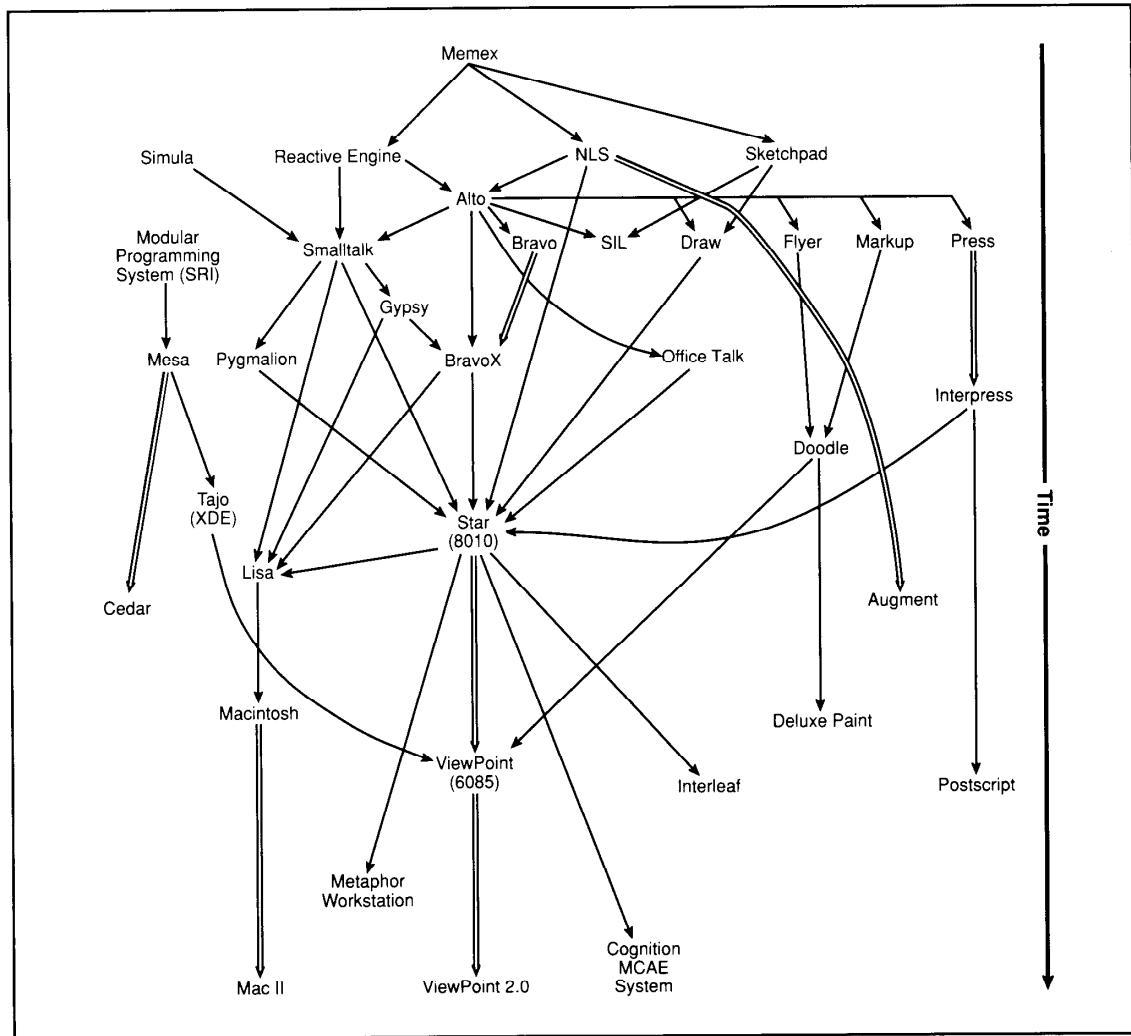 Memex
Simula
Reactive Engine
NLS
Sketchpad
Alto
Modular
Programming
System (SRI)
Smalltalk
Bravo
SIL
Draw
Flyer
Markup
Press
Gypsy
Mesa
Pygmalion
BravoX
Office Talk
Interpress
Doodle
Tajo
(XDE)
Star
(8010)
Time
Lisa
Cedar
Augment
Macintosh
Deluxe Paint
ViewPoint
(6085)
Interleaf
Postscript
Metaphor
Workstation
Cognition
MCAE
System
Mac II
ViewPoint 2.0